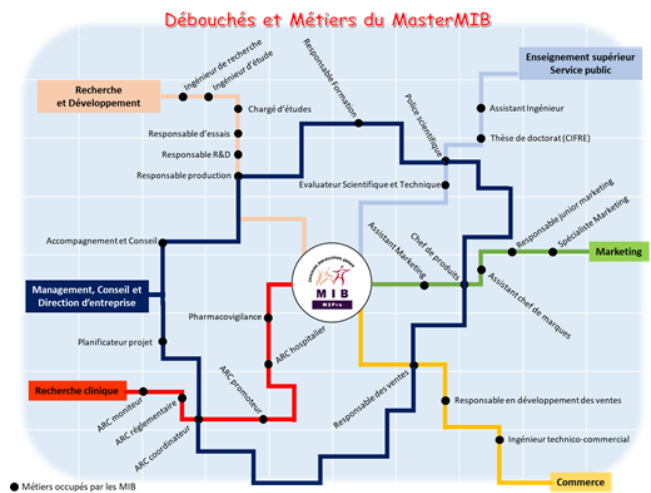 Débouchés et Métiers du MasterMIB
Enseignement supérieur
Service public
Recherche
et Développement
Ingénieur de recherche
Ingénieur d'étude
Chargé d'études
Responsable d'essais
Responsable R&D
Responsable production
Responsable Formation
Police scientifique
Assistant Ingénieur
Thèse de doctorat (CIFRE)
Evaluateur Scientifique et Technique
Accompagnement et Conseil
Assistant Marketing
Chef de produits
Responsable junior marketing
Spécialiste Marketing
Marketing
Assistant chef de marques
Management, Conseil et
Direction d'entreprise
MIB
M2Pro
Pharmacovigilance
ARC hospitalier
Planificateur projet
Recherche clinique
ARC moniteur
ARC réglementaire
ARC coordinateur
ARC promoteur
Responsable des ventes
Responsable en développement des ventes
Ingénieur technico-commercial
Commerce
Métiers occupés par les MIB